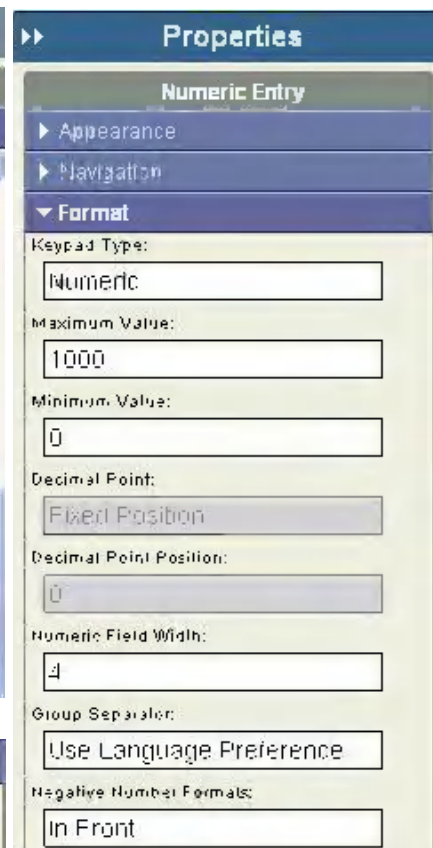 Properties
Numeric Entry
Appearance
Navigation
Format
Keypad Type:
Numeric
Maximum Value:
1000
Minimum Value:
0
Decimal Point:
Fixed Position
Decimal Point Position:
0
Numeric Field Width:
4
Group Separator:
Use Language Preference
Negative Number Formats:
In Front